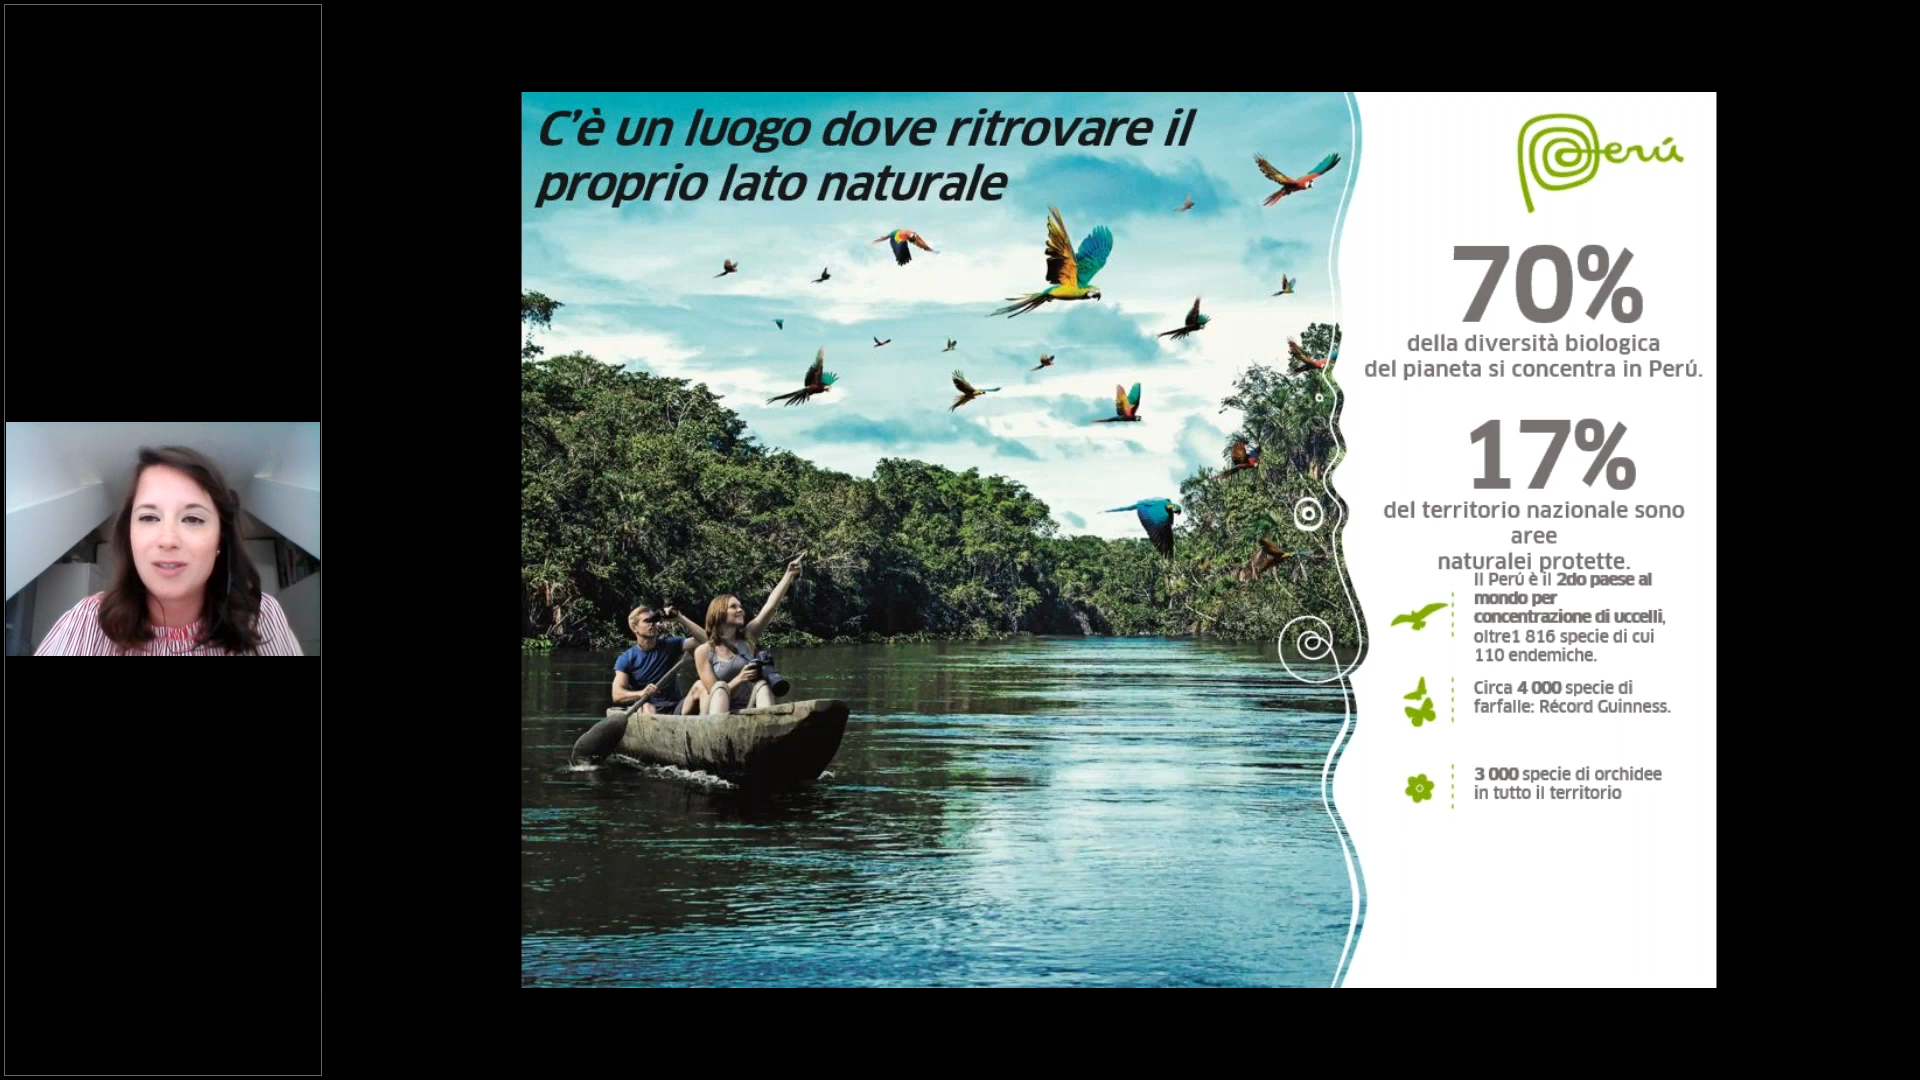 C'è un luogo dove ritrovare il
proprio lato naturale
Perú
70%
della diversità biologica
del pianeta si concentra in Perú.
17%
del territorio nazionale sono
aree
naturalei protette.
Il Perú è il 2do paese al
mondo per
concentrazione di uccelli,
oltre1 816 specie di cui
110 endemiche.
Circa 4 000 specie di
farfalle: Récord Guinness.
3 000 specie di orchidee
in tutto il territorio